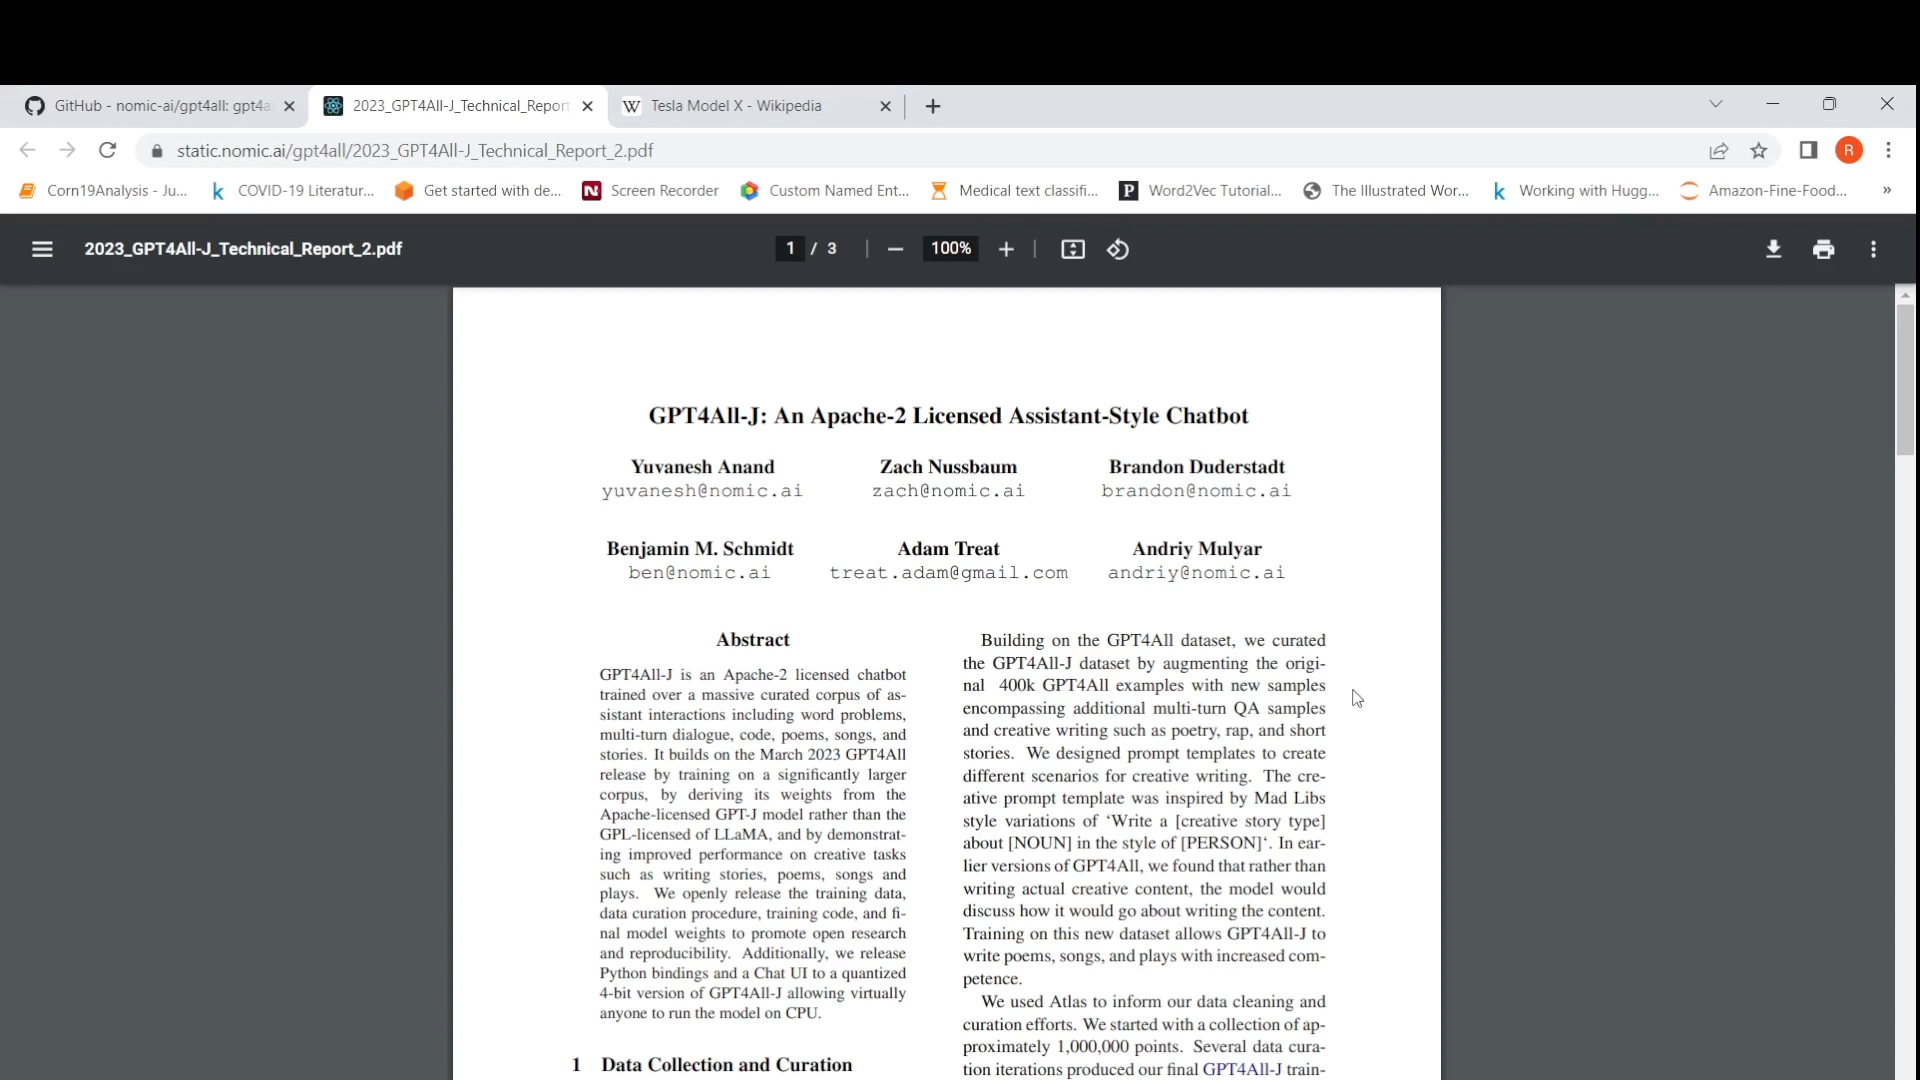 GitHub - nomic-ai/gpt4all: gpt4a
2023_GPT4All-J_Technical_Report
Tesla Model X - Wikipedia
static.nomic.ai/gpt4all/2023_GPT4All-J_Technical_Report_2.pdf
R
Corn19Analysis - Ju...
COVID-19 Literatur...
Get started with de...
Screen Recorder
Custom Named Ent...
Medical text classifi...
Word2Vec Tutorial...
The Illustrated Wor...
Working with Hugg...
Amazon-Fine-Food...
»
2023_GPT4All-J_Technical_Report_2.pdf
1 / 3
100%
GPT4All-J: An Apache-2 Licensed Assistant-Style Chatbot
Yuvanesh Anand
yuvanesh@nomic.ai
Zach Nussbaum
zach@nomic.ai
Brandon Duderstadt
brandon@nomic.ai
Benjamin M. Schmidt
ben@nomic.ai
Adam Treat
treat.adam@gmail.com
Andriy Mulyar
andriy@nomic.ai
Abstract
GPT4All-J is an Apache-2 licensed chatbot
trained over a massive curated corpus of as-
sistant interactions including word problems,
multi-turn dialogue, code, poems, songs, and
stories. It builds on the March 2023 GPT4All
release by training on a significantly larger
corpus, by deriving its weights from the
Apache-licensed GPT-J model rather than the
GPL-licensed of LLaMA, and by demonstrat-
ing improved performance on creative tasks
such as writing stories, poems, songs and
plays. We openly release the training data,
data curation procedure, training code, and fi-
nal model weights to promote open research
and reproducibility. Additionally, we release
Python bindings and a Chat UI to a quantized
4-bit version of GPT4All-J allowing virtually
anyone to run the model on CPU.
1 Data Collection and Curation
Building on the GPT4All dataset, we curated
the GPT4All-J dataset by augmenting the origi-
nal 400k GPT4All examples with new samples
encompassing additional multi-turn QA samples
and creative writing such as poetry, rap, and short
stories. We designed prompt templates to create
different scenarios for creative writing. The cre-
ative prompt template was inspired by Mad Libs
style variations of ‘Write a [creative story type]
about [NOUN] in the style of [PERSON]‘. In ear-
lier versions of GPT4All, we found that rather than
writing actual creative content, the model would
discuss how it would go about writing the content.
Training on this new dataset allows GPT4All-J to
write poems, songs, and plays with increased com-
petence.
We used Atlas to inform our data cleaning and
curation efforts. We started with a collection of ap-
proximately 1,000,000 points. Several data cura-
tion iterations produced our final GPT4All-J train-